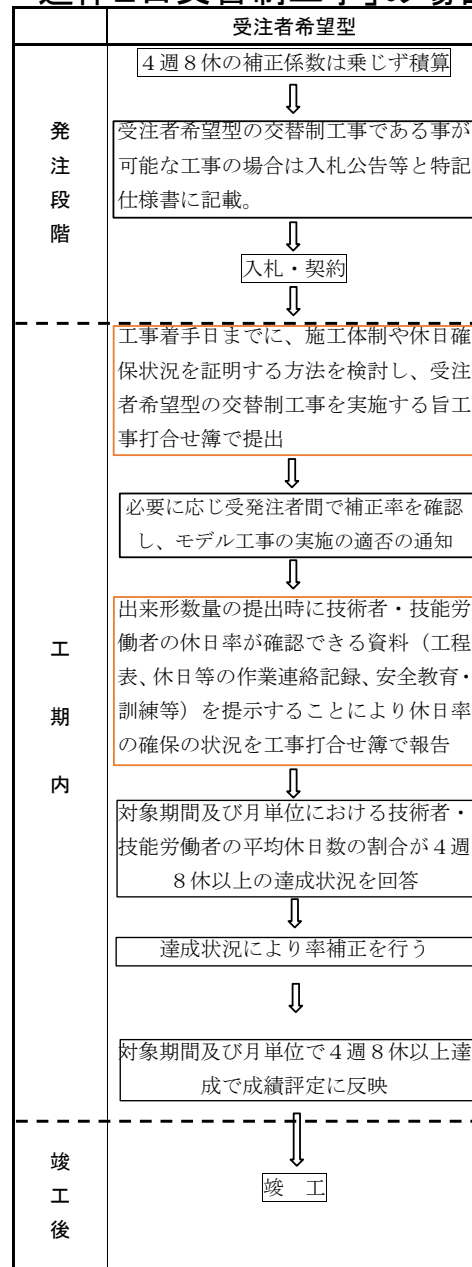 受注者希望型
４週８休の補正係数は乗じず積算
発
注
段
階
受注者希望型の交替制工事である事が
可能な工事の場合は入札公告等と特記
仕様書に記載。
入札・契約
工事着手日までに、施工体制や休日確
保状況を証明する方法を検討し、受注
者希望型の交替制工事を実施する旨工
事打合せ簿で提出
必要に応じ受発注者間で補正率を確認
し、モデル工事の実施の適否の通知
工
期
内
出来形数量の提出時に技術者・技能労
働者の休日率が確認できる資料（工程
表、休日等の作業連絡記録、安全教育・
訓練等）を提示することにより休日率
の確保の状況を工事打合せ簿で報告
対象期間及び月単位における技術者・
技能労働者の平均休日数の割合が４週
８休以上の達成状況を回答
達成状況により率補正を行う
対象期間及び月単位で４週８休以上達
成で成績評定に反映
竣
工
後
竣　工